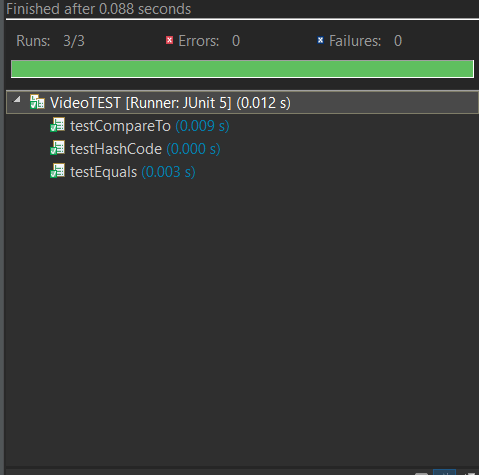 Finished after 0.088 seconds
Runs: 3/3 Errors: 0 Failures: 0
VideoTEST [Runner: JUnit 5] (0.012 s)
testCompareTo (0.009 s)
testHashCode (0.000 s)
testEquals (0.003 s)